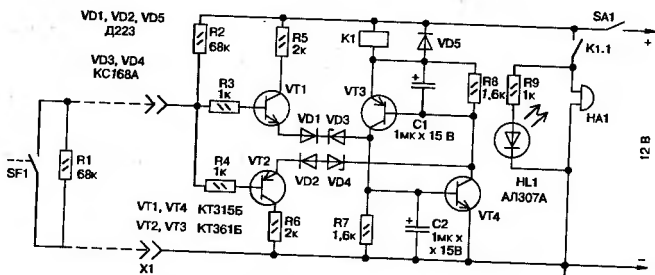 VD1, VD2, VD5
Д223
VD3, VD4
КС168А
R2
68к
R5
2к
K1
VD5
SA1
+
K1.1
R3
1к
VT1
VT3
+
C1
1мк х 15 В
R8
1,6к
R9
1к
HA1
12 В
VD1
VD3
SF1
R1
68к
R4
1к
VT2
VD2
VD4
HL1
АЛ307А
VT1, VT4 КТ315Б
VT2, VT3 КТ361Б
R6
2к
R7
1,6к
+
C2
1мк х
х 15В
VT4
X1
−